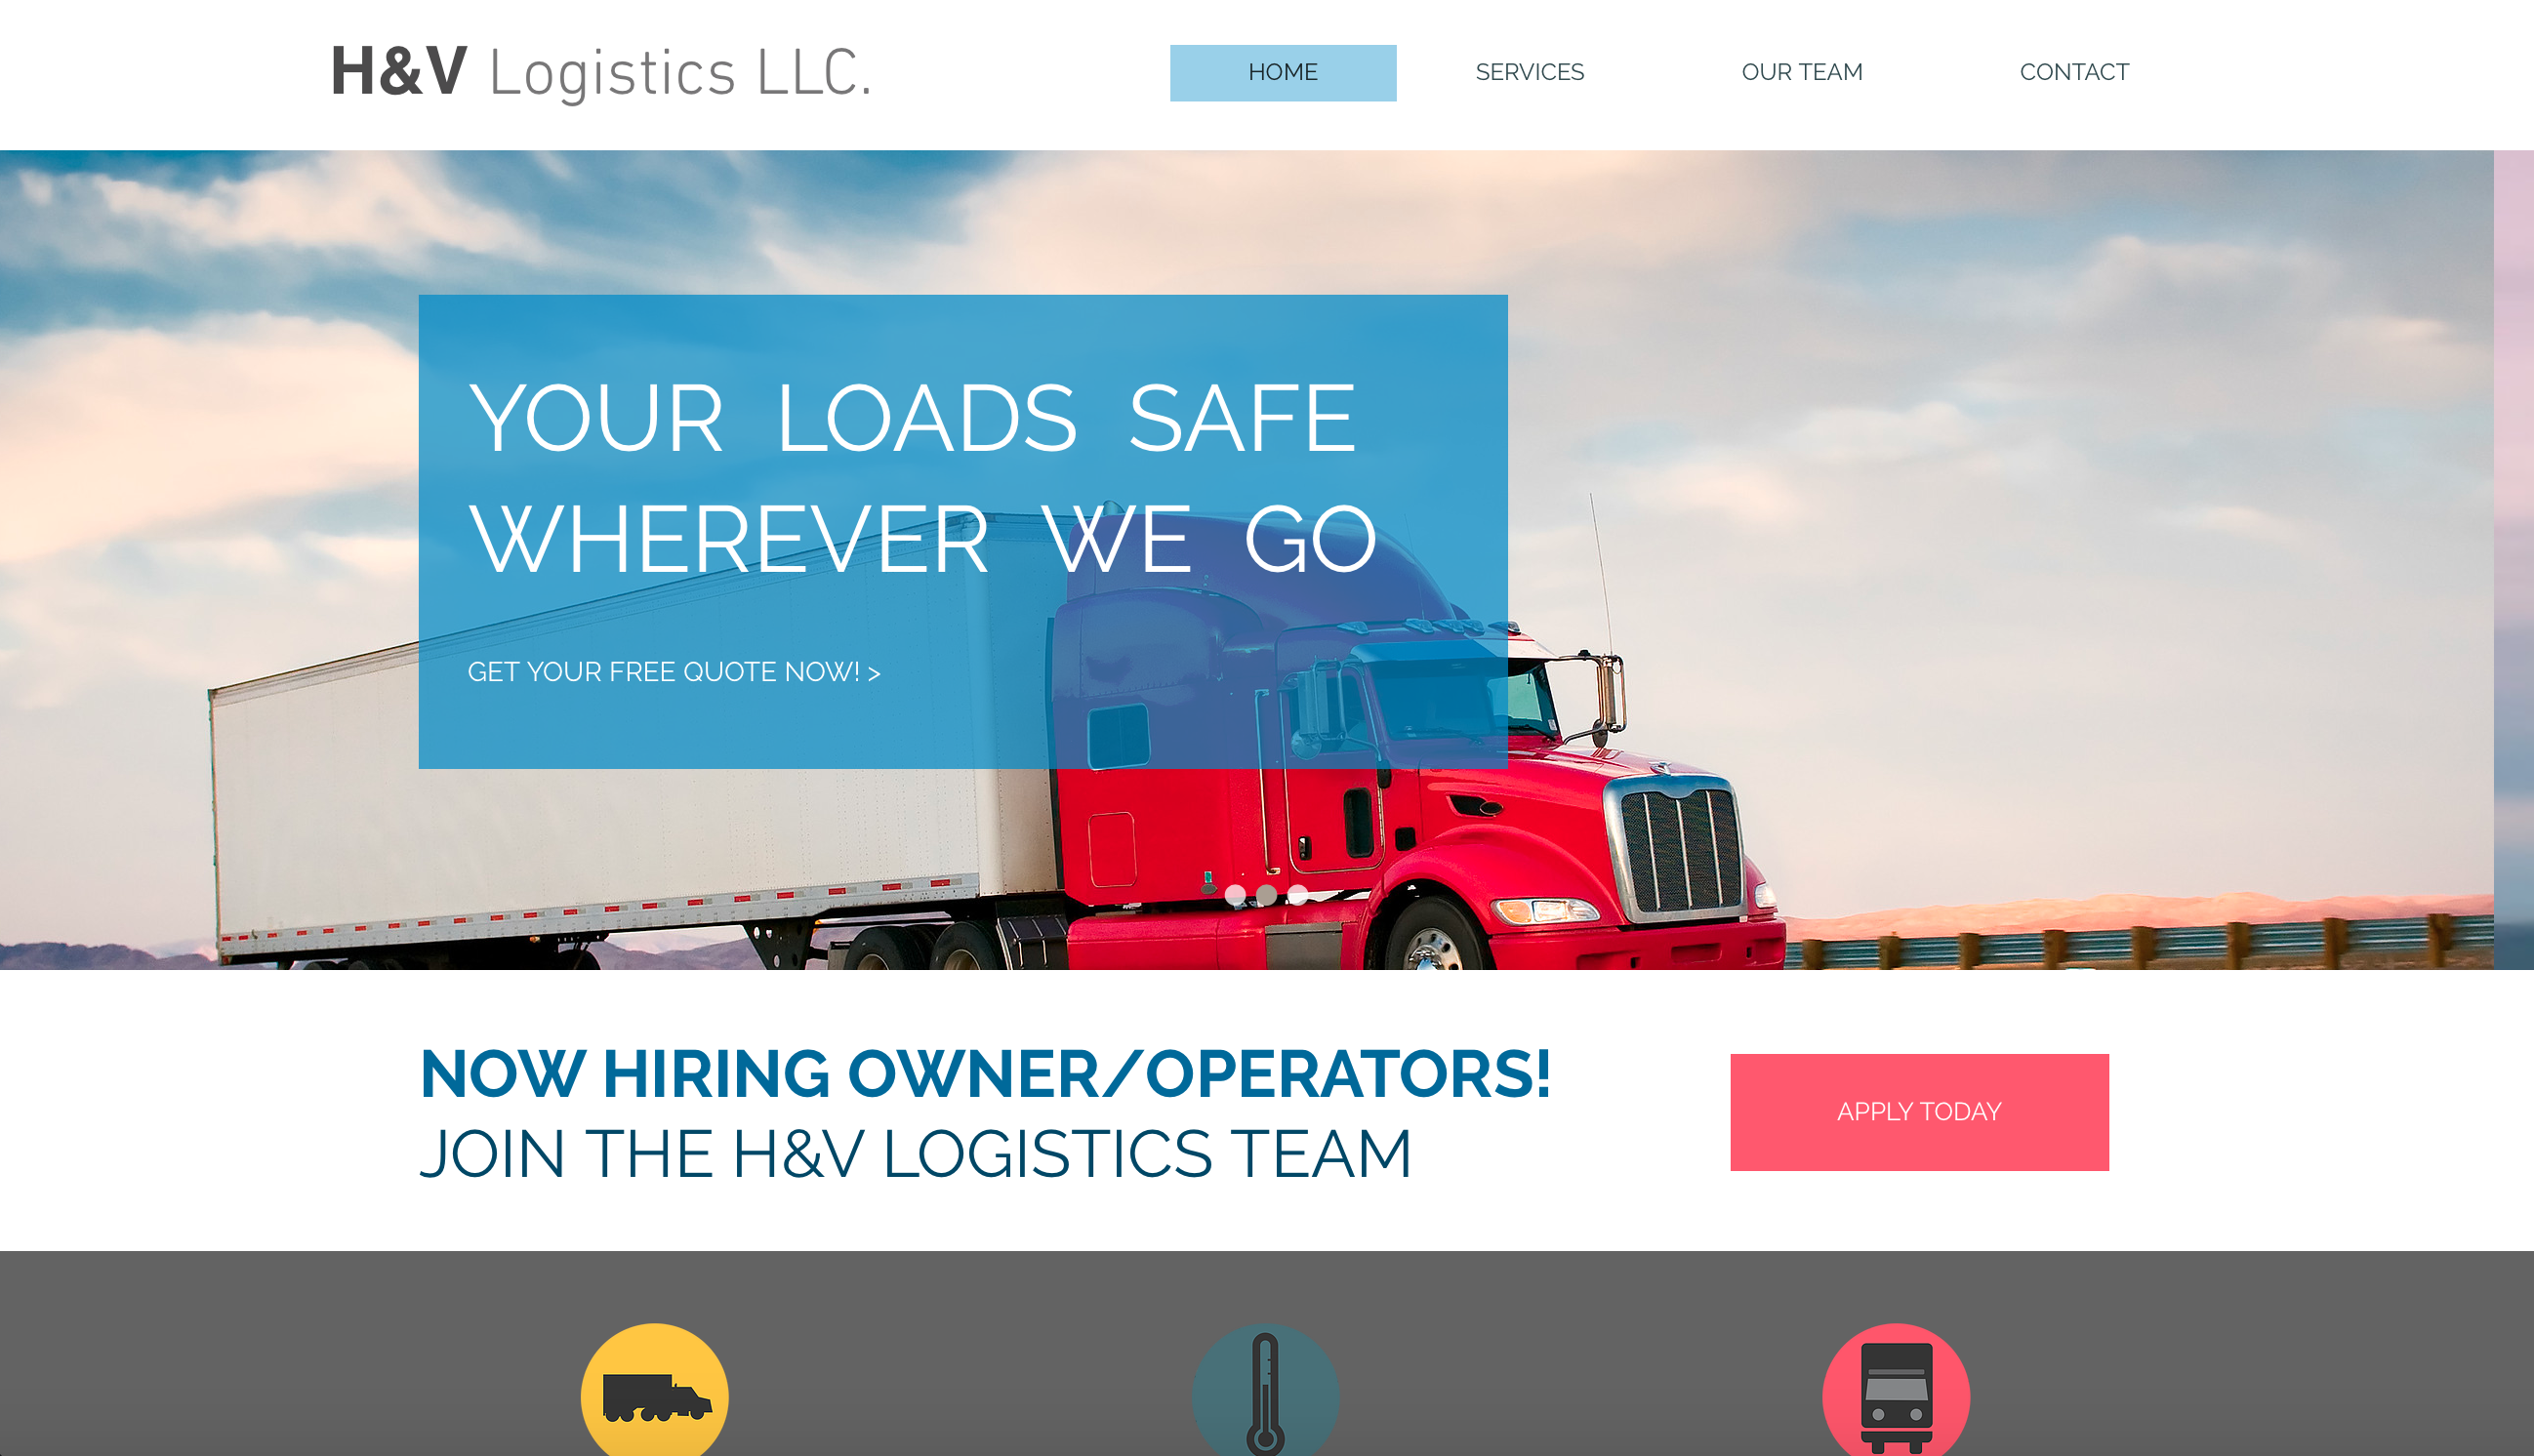 H&V Logistics LLC.
HOME
SERVICES
OUR TEAM
CONTACT
YOUR LOADS SAFE
WHEREVER WE GO
GET YOUR FREE QUOTE NOW! >
NOW HIRING OWNER/OPERATORS!
JOIN THE H&V LOGISTICS TEAM
APPLY TODAY